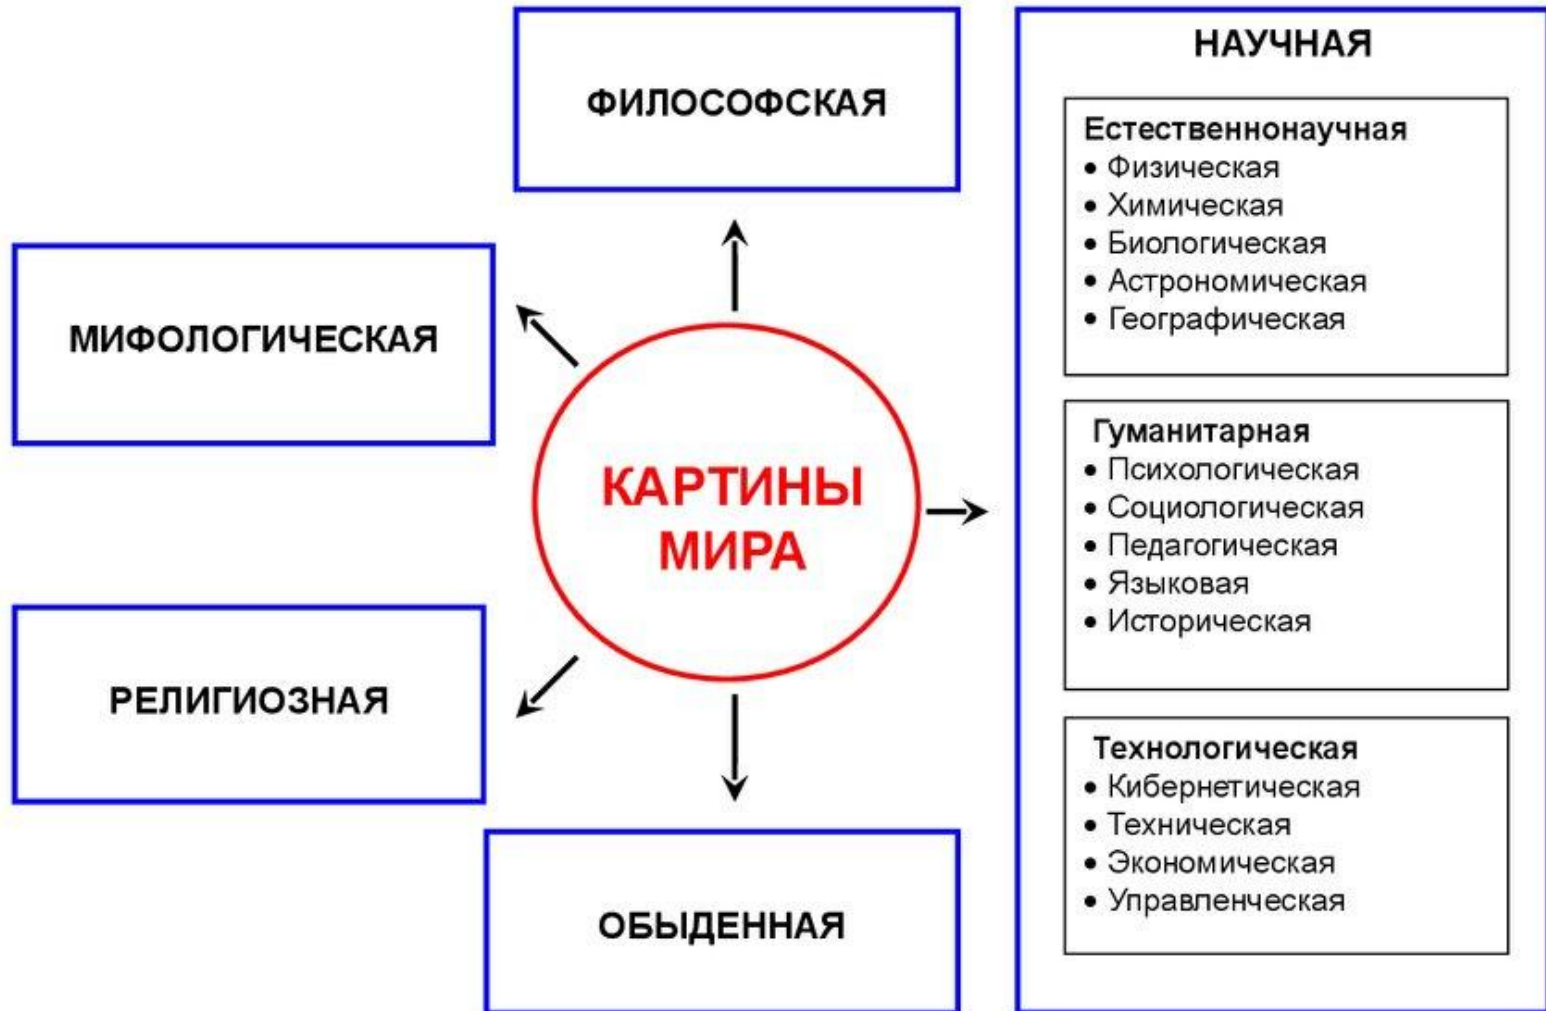 ФИЛОСОФСКАЯ
МИФОЛОГИЧЕСКАЯ
КАРТИНЫ
МИРА
РЕЛИГИОЗНАЯ
ОБЫДЕННАЯ
НАУЧНАЯ
Естественнонаучная
• Физическая
• Химическая
• Биологическая
• Астрономическая
• Географическая
Гуманитарная
• Психологическая
• Социологическая
• Педагогическая
• Языковая
• Историческая
Технологическая
• Кибернетическая
• Техническая
• Экономическая
• Управленческая